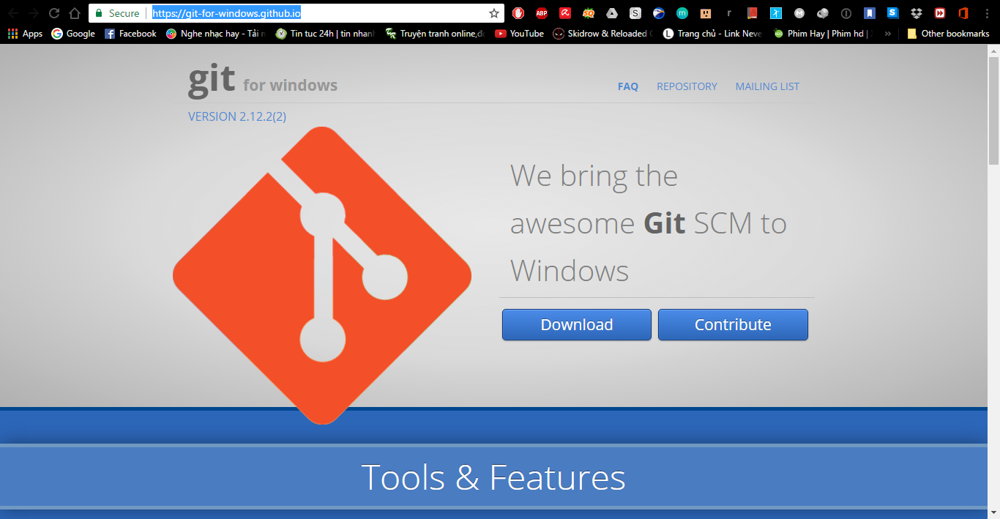 Secure https://git-for-windows.github.io
Apps Google Facebook Nghe nhạc hay - Tải n Tin tuc 24h | tin nhanh Truyện tranh online, YouTube Skidrow & Reloaded Trang chủ - Link Neve Phim Hay | Phim hd | » Other bookmarks
git for windows
FAQ REPOSITORY MAILING LIST
VERSION 2.12.2(2)
We bring the
awesome Git SCM to
Windows
Download Contribute
Tools & Features